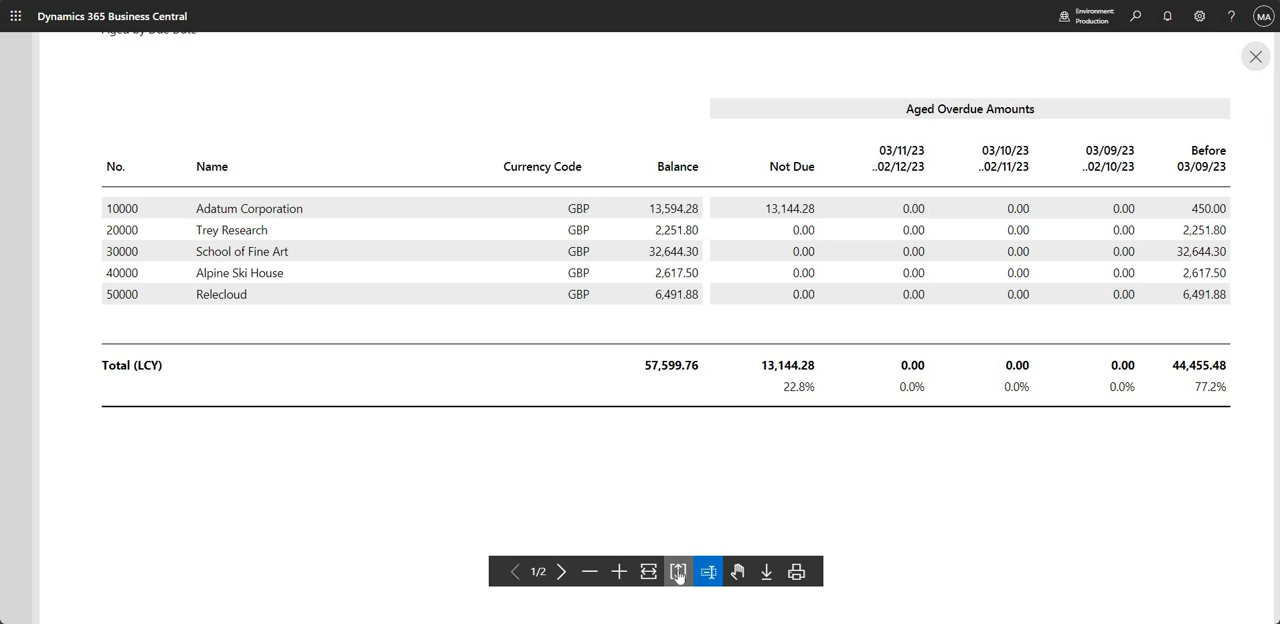 Dynamics 365 Business Central
Environment:
Production
?
MA
Aged by Due Date
Aged Overdue Amounts
No. Name Currency Code Balance Not Due 03/11/23 ..02/12/23 03/10/23 ..02/11/23 03/09/23 ..02/10/23 Before 03/09/23
10000 Adatum Corporation GBP 13,594.28 13,144.28 0.00 0.00 0.00 450.00
20000 Trey Research GBP 2,251.80 0.00 0.00 0.00 0.00 2,251.80
30000 School of Fine Art GBP 32,644.30 0.00 0.00 0.00 0.00 32,644.30
40000 Alpine Ski House GBP 2,617.50 0.00 0.00 0.00 0.00 2,617.50
50000 Relecloud GBP 6,491.88 0.00 0.00 0.00 0.00 6,491.88
Total (LCY) 57,599.76 13,144.28 0.00 0.00 0.00 44,455.48
22.8% 0.0% 0.0% 0.0% 77.2%
1/2